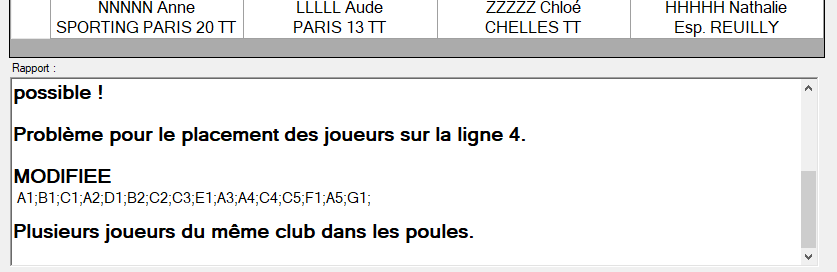 NNNNN Anne LLLLL Aude ZZZZZ Chloé HHHHH Nathalie
SPORTING PARIS 20 TT PARIS 13 TT CHELLES TT Esp. REUILLY
Rapport :
possible !
Problème pour le placement des joueurs sur la ligne 4.
MODIFIEE
A1;B1;C1;A2;D1;B2;C2;C3;E1;A3;A4;C4;C5;F1;A5;G1;
Plusieurs joueurs du même club dans les poules.